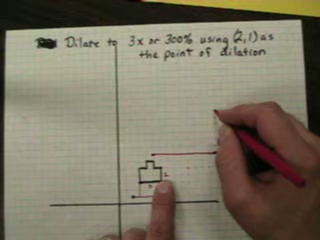 Dilate to 3x or 300% using (2,1) as
the point of dilation